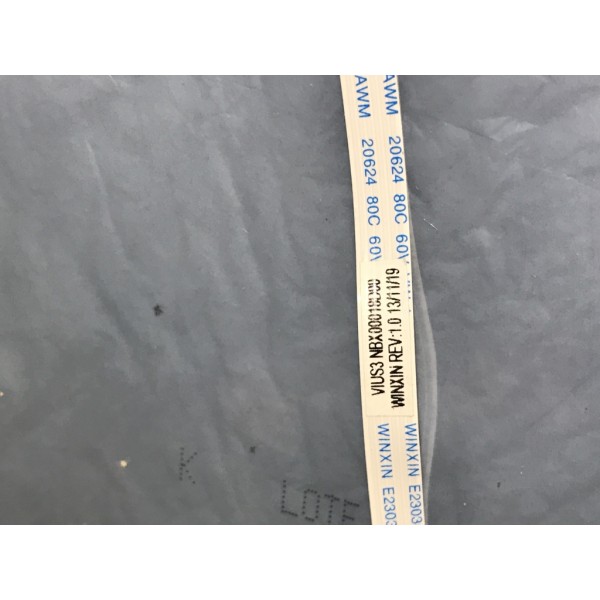 AWM 20624 80C 60V
AWM 20624 80C 60V
VIUS3
WINXIN REV:1.0 13/11/19
WINXIN E2303
WINXIN E2303
K
LOTE